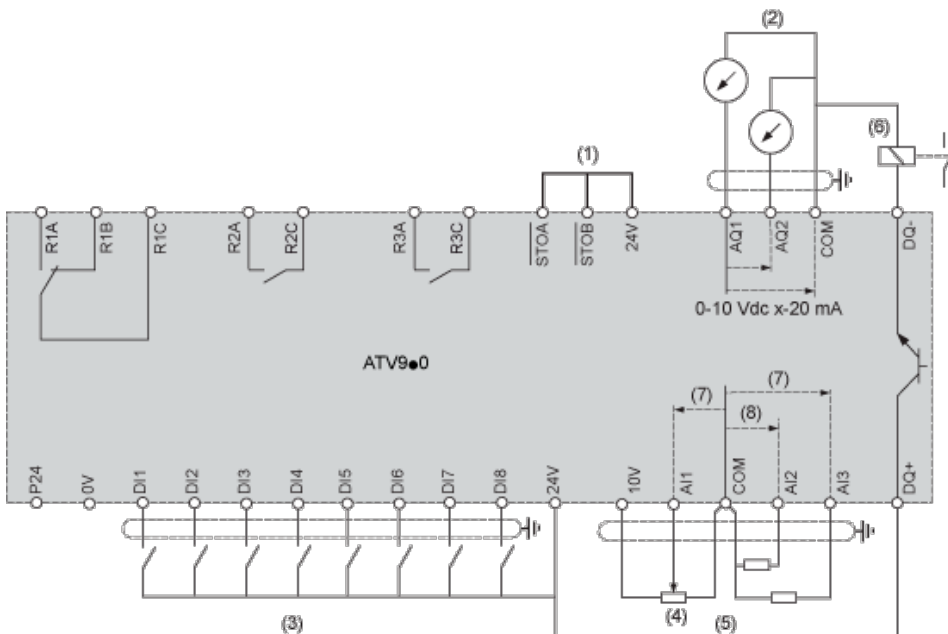 (2)
(6)
(1)
R1A
R1B
R1C
R2A
R2C
R3A
R3C
STOA
STOB
24V
AQ1
AQ2
COM
DQ-
0-10 Vdc x-20 mA
ATV9●0
(7)
(7)
(8)
P24
0V
DI1
DI2
DI3
DI4
DI5
DI6
DI7
DI8
24V
10V
AI1
COM
AI2
AI3
DQ+
(3)
(4)
(5)